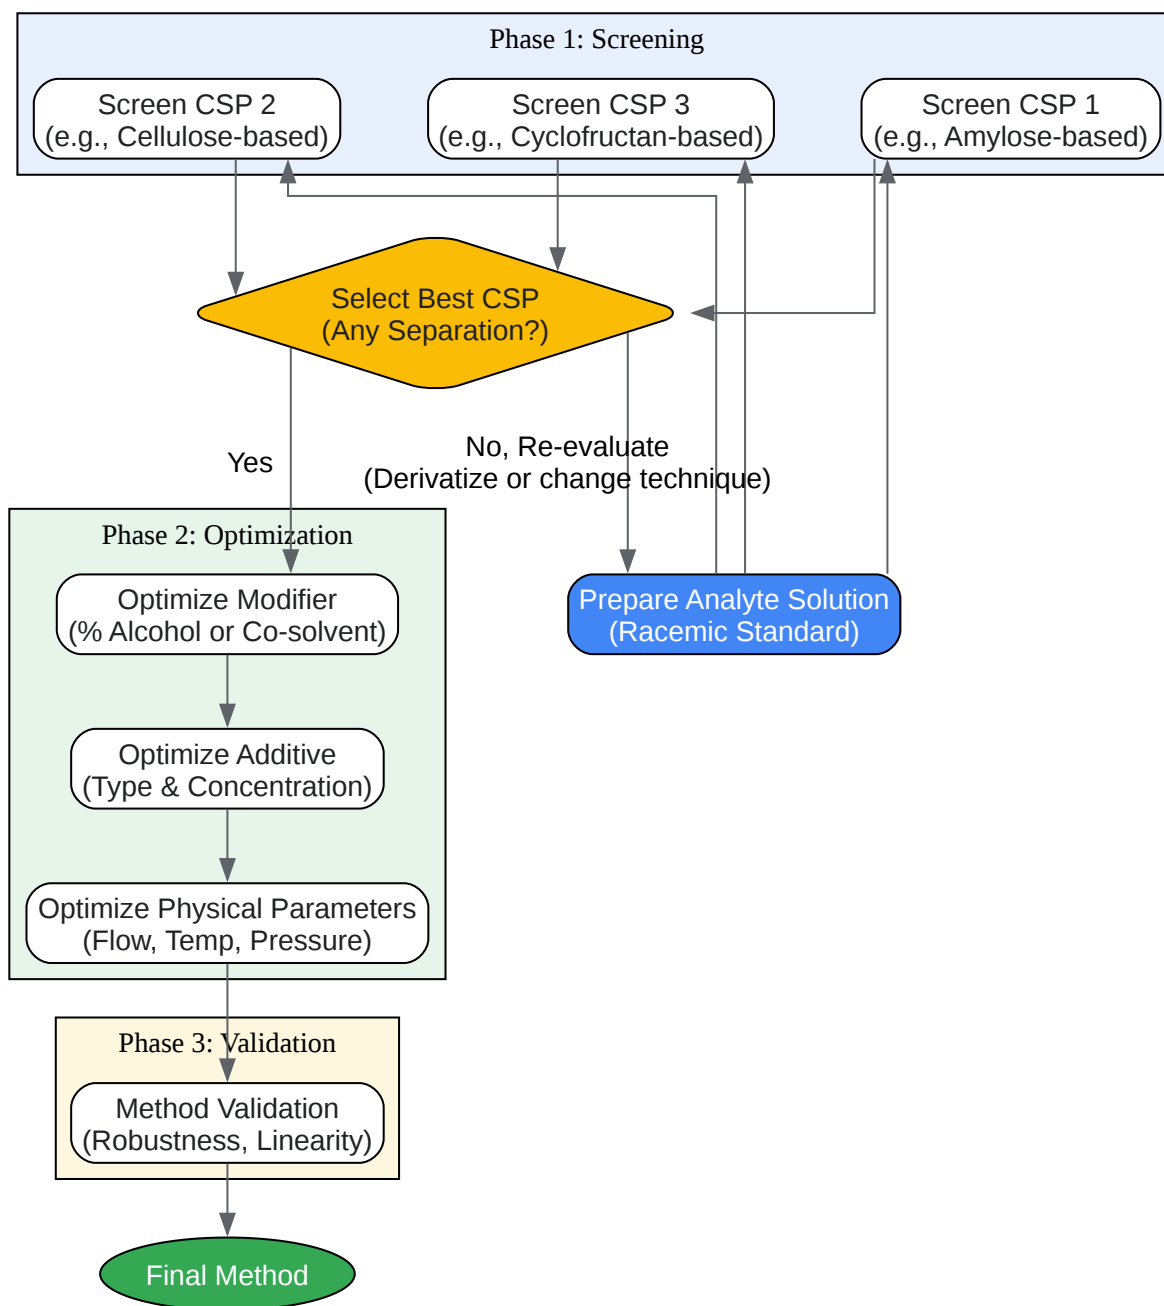 Phase 1: Screening
Screen CSP 2
(e.g., Cellulose-based)
Screen CSP 3
(e.g., Cyclofructan-based)
Screen CSP 1
(e.g., Amylose-based)
Select Best CSP
(Any Separation?)
Yes
No, Re-evaluate
(Derivatize or change technique)
Phase 2: Optimization
Optimize Modifier
(% Alcohol or Co-solvent)
Prepare Analyte Solution
(Racemic Standard)
Optimize Additive
(Type & Concentration)
Optimize Physical Parameters
(Flow, Temp, Pressure)
Phase 3: Validation
Method Validation
(Robustness, Linearity)
Final Method